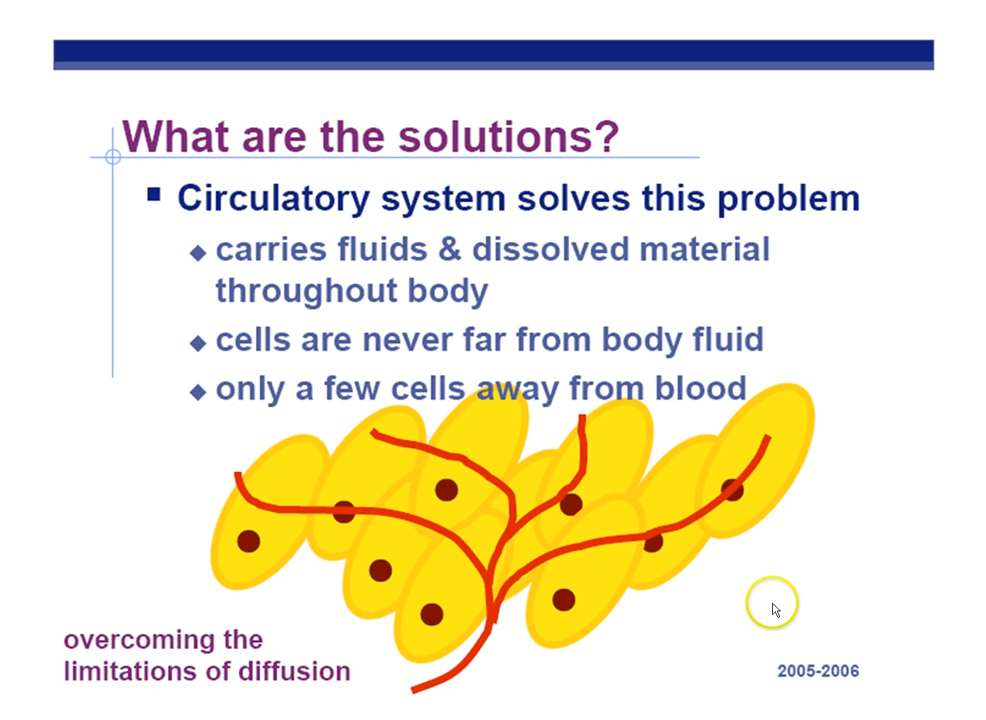 What are the solutions?
Circulatory system solves this problem
carries fluids & dissolved material
throughout body
cells are never far from body fluid
only a few cells away from blood
overcoming the
limitations of diffusion
2005-2006